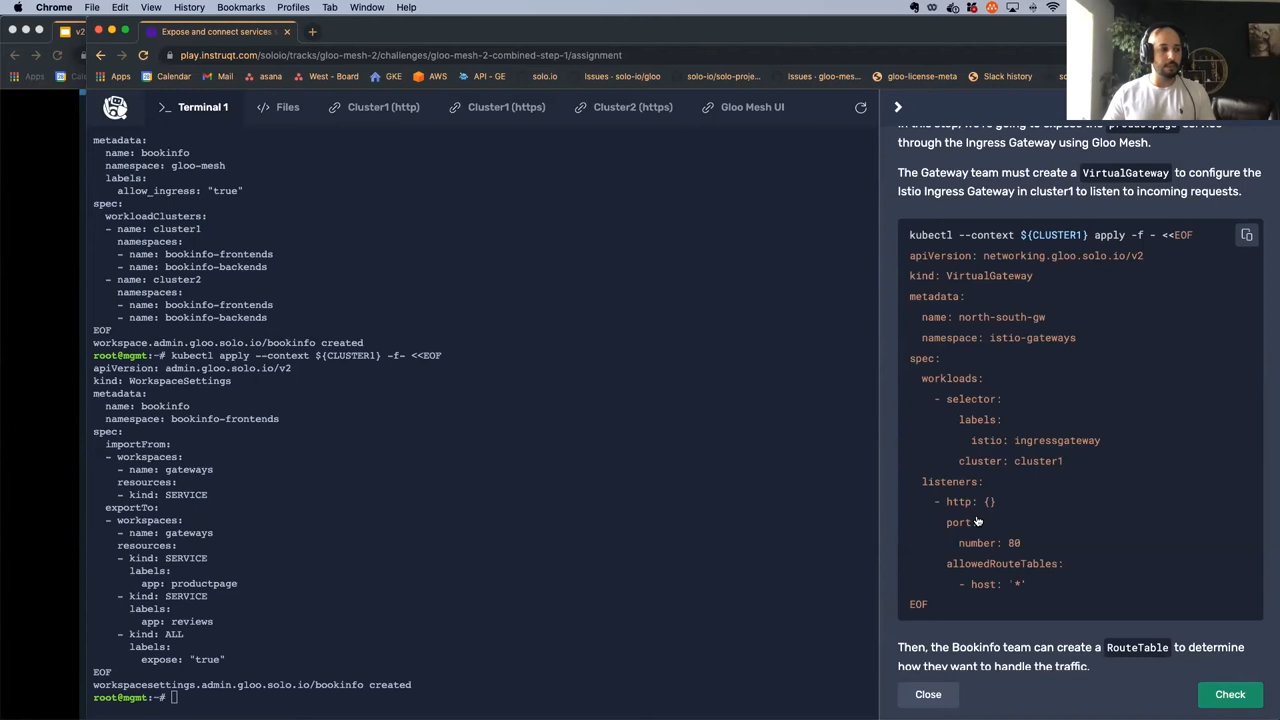 Chrome File Edit View History Bookmarks Profiles Tab Window Help
v2
Expose and connect services
play.instruqt.com/soloio/tracks/gloo-mesh-2/challenges/gloo-mesh-2-combined-step-1/assignment
Apps
Apps Calendar Mail asana West - Board GKE AWS API - GE solo.io Issues · solo-io/gloo solo-io/solo-proje... Issues · gloo-mes... gloo-license-meta Slack history
Terminal 1 Files Cluster1 (http) Cluster1 (https) Cluster2 (https) Gloo Mesh UI
metadata:
name: bookinfo
namespace: gloo-mesh
labels:
allow_ingress: "true"
spec:
workloadClusters:
- name: cluster1
namespaces:
- name: bookinfo-frontends
- name: bookinfo-backends
- name: cluster2
namespaces:
- name: bookinfo-frontends
- name: bookinfo-backends
EOF
workspace.admin.gloo.solo.io/bookinfo created
root@mgmt:~# kubectl apply --context ${CLUSTER1} -f- <<EOF
apiVersion: admin.gloo.solo.io/v2
kind: WorkspaceSettings
metadata:
name: bookinfo
namespace: bookinfo-frontends
spec:
importFrom:
- workspaces:
- name: gateways
resources:
- kind: SERVICE
exportTo:
- workspaces:
- name: gateways
resources:
- kind: SERVICE
labels:
app: productpage
- kind: SERVICE
labels:
app: reviews
- kind: ALL
labels:
expose: "true"
EOF
workspacesettings.admin.gloo.solo.io/bookinfo created
root@mgmt:~#
In this step, we're going to expose the productpage service
through the Ingress Gateway using Gloo Mesh.
The Gateway team must create a VirtualGateway to configure the
Istio Ingress Gateway in cluster1 to listen to incoming requests.
kubectl --context ${CLUSTER1} apply -f - <<EOF
apiVersion: networking.gloo.solo.io/v2
kind: VirtualGateway
metadata:
name: north-south-gw
namespace: istio-gateways
spec:
workloads:
- selector:
labels:
istio: ingressgateway
cluster: cluster1
listeners:
- http: {}
port
number: 80
allowedRouteTables:
- host: '*'
EOF
Then, the Bookinfo team can create a RouteTable to determine
how they want to handle the traffic.
Close Check